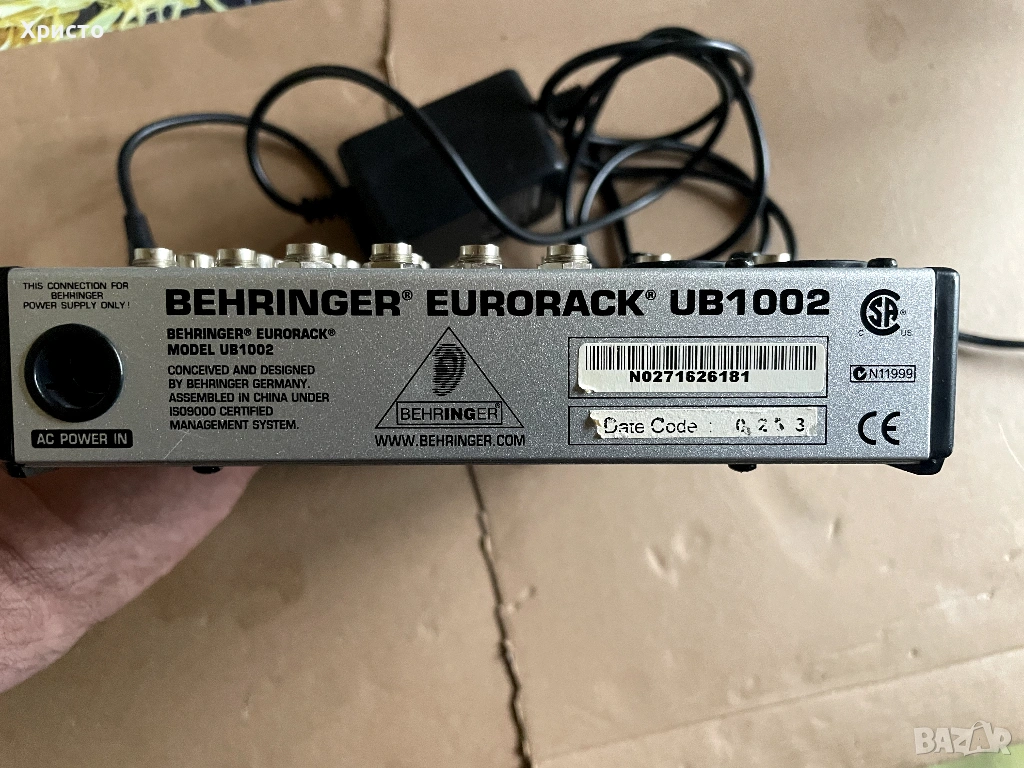 Христо
THIS CONNECTION FOR
BEHRINGER
POWER SUPPLY ONLY!
BEHRINGER® EURORACK® UB1002
BEHRINGER® EURORACK®
MODEL UB1002
CONCEIVED AND DESIGNED
BY BEHRINGER GERMANY.
ASSEMBLED IN CHINA UNDER
ISO9000 CERTIFIED
MANAGEMENT SYSTEM.
AC POWER IN
BEHRINGER
WWW.BEHRINGER.COM
N0271626181
Date Code :
SA ®
C US
N11999
CE
BAZAR